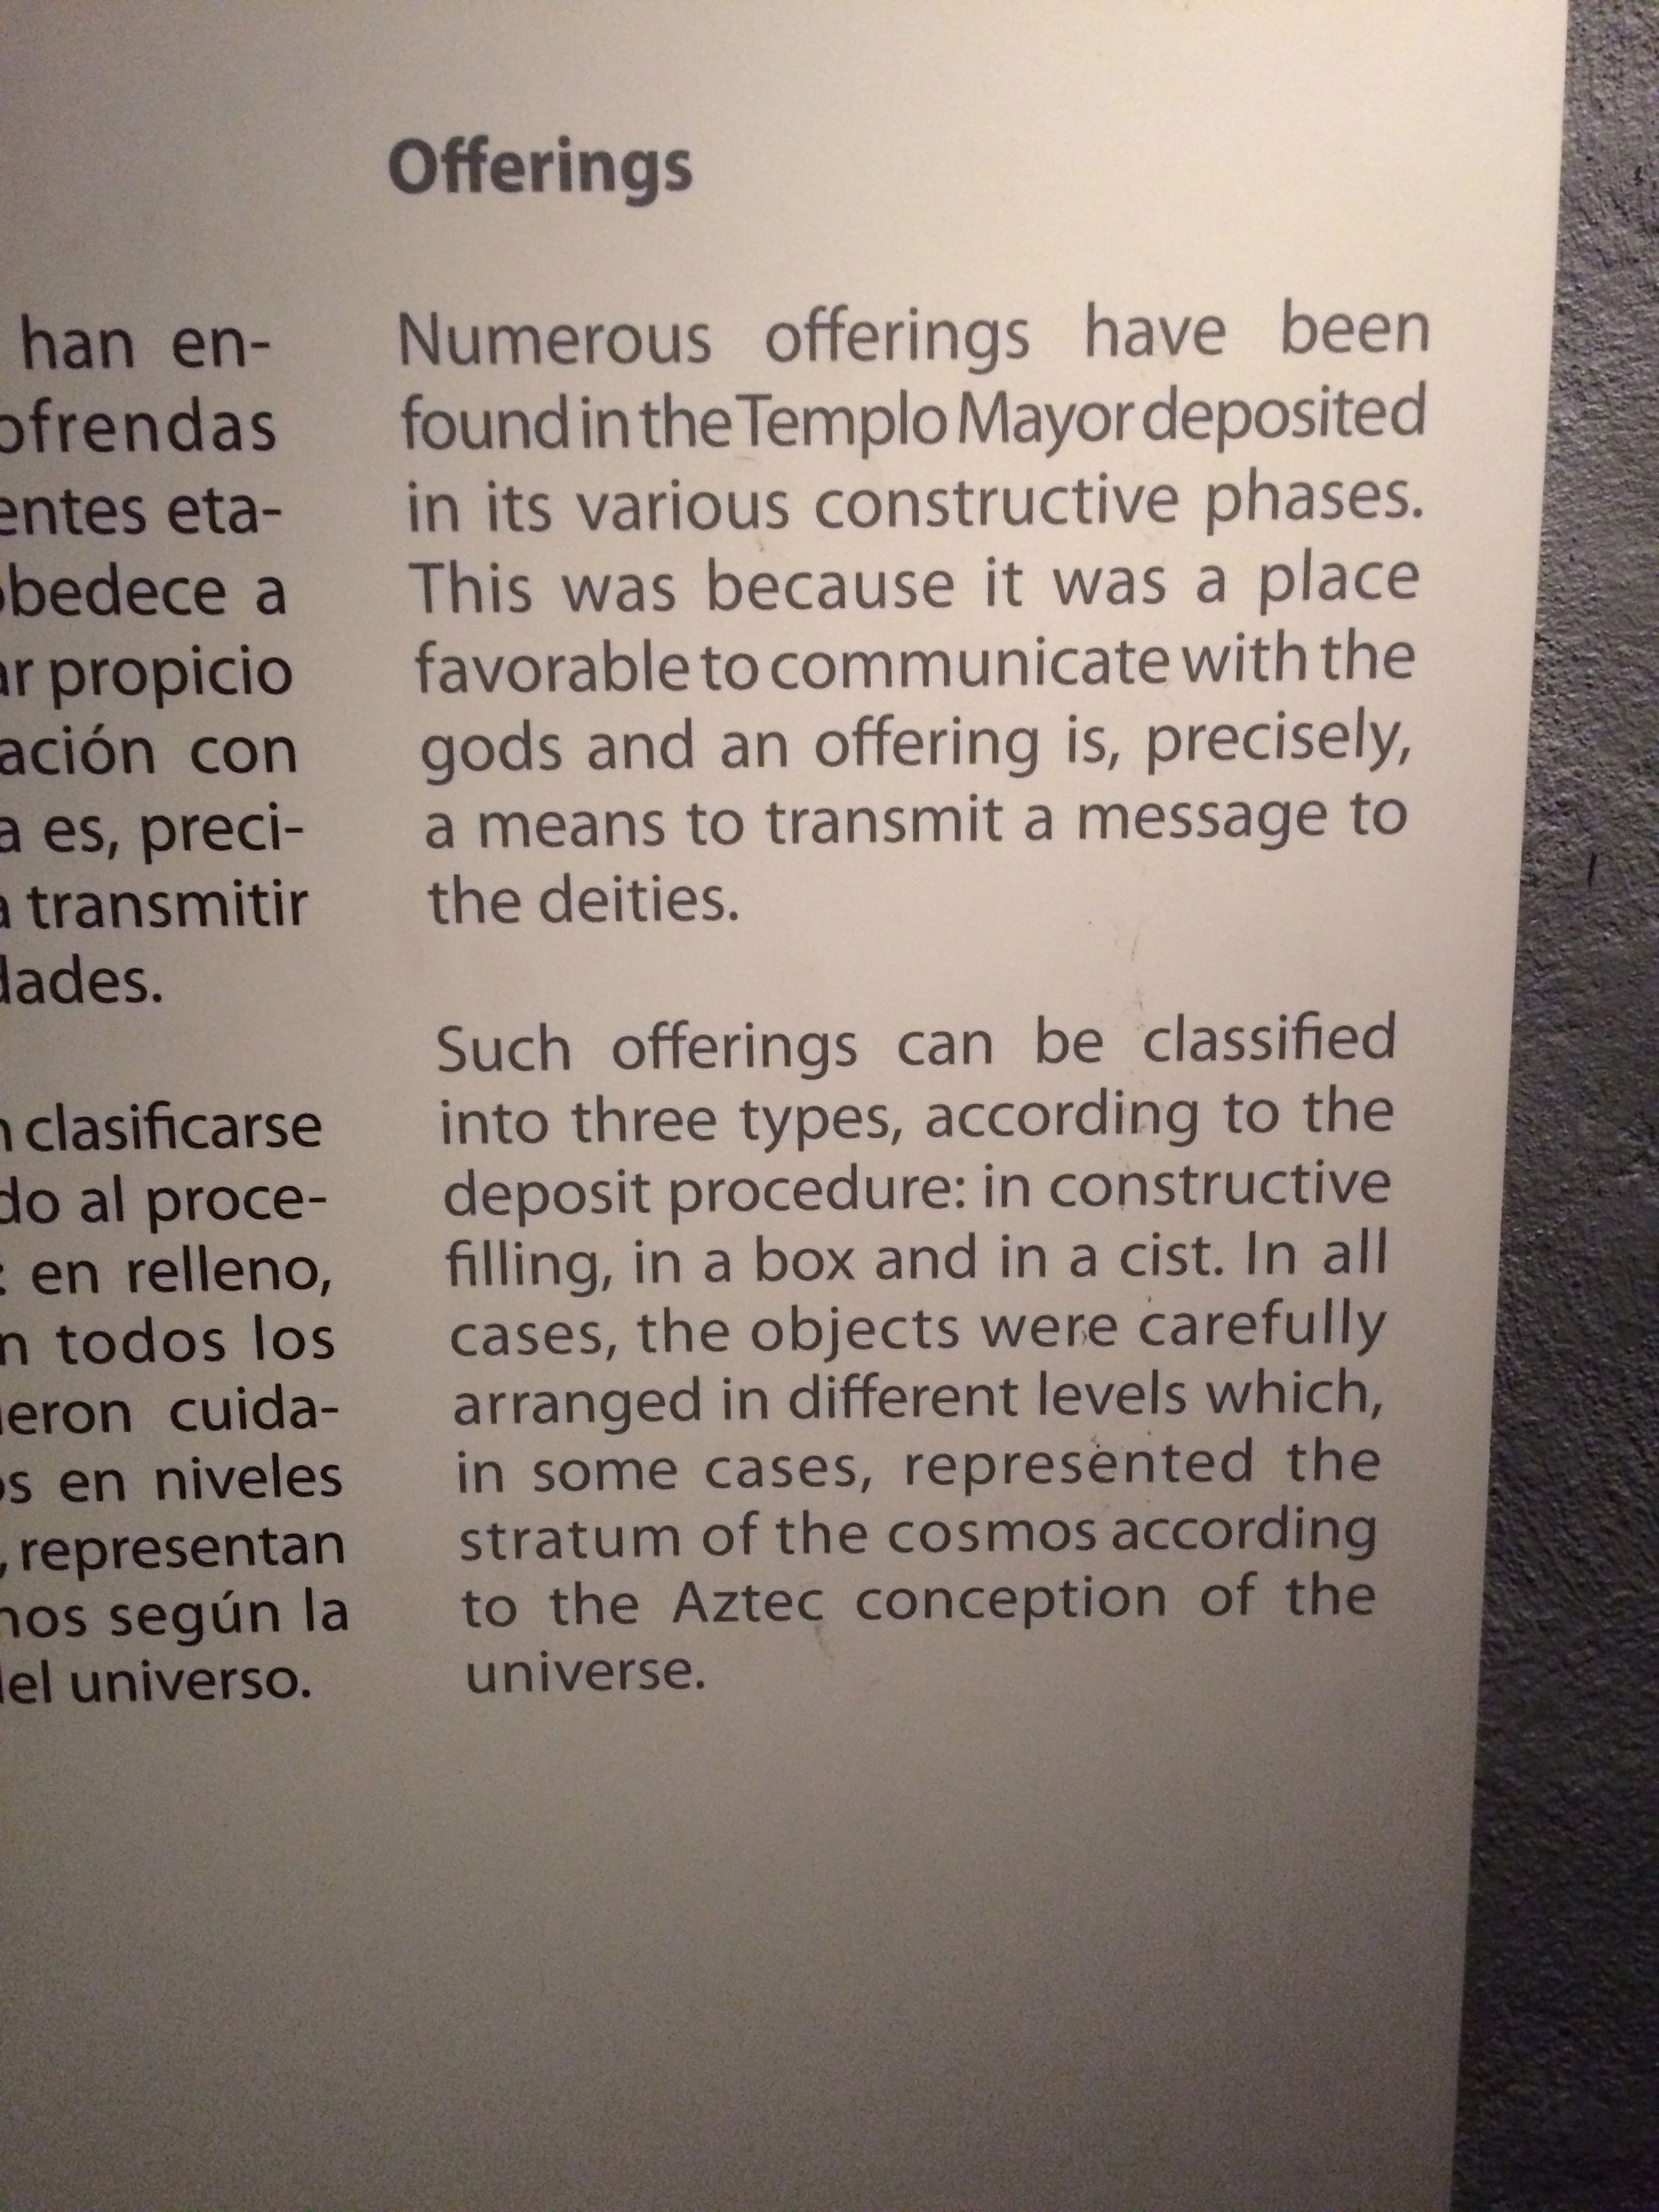 han en-
ofrendas
entes eta-
obedece a
propicio
ación con
a es, preci-
a transmitir
dades.
clasificarse
do al proce-
en relleno,
n todos los
eron cuida-
os en niveles
, representan
mos según la
del universo.
Offerings
Numerous offerings have been
found in the Templo Mayor deposited
in its various constructive phases.
This was because it was a place
favorable to communicate with the
gods and an offering is, precisely,
a means to transmit a message to
the deities.
Such offerings can be classified
into three types, according to the
deposit procedure: in constructive
filling, in a box and in a cist. In all
cases, the objects were carefully
arranged in different levels which,
in some cases, represented the
stratum of the cosmos according
to the Aztec conception of the
universe.